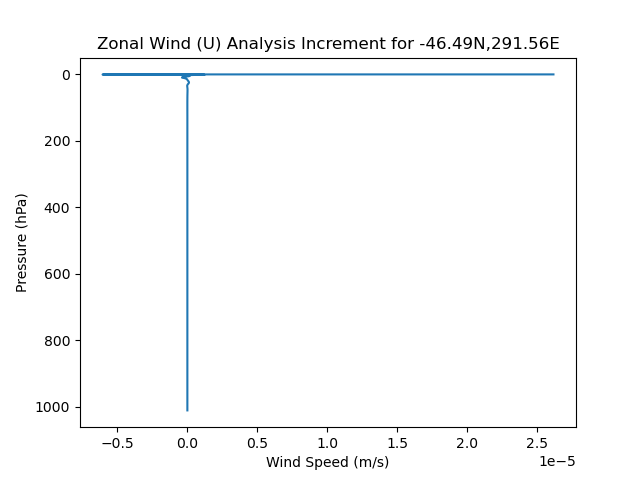 Zonal Wind (U) Analysis Increment for -46.49N,291.56E
0
200
400
600
800
1000
Pressure (hPa)
−0.5 0.0 0.5 1.0 1.5 2.0 2.5
1e−5
Wind Speed (m/s)